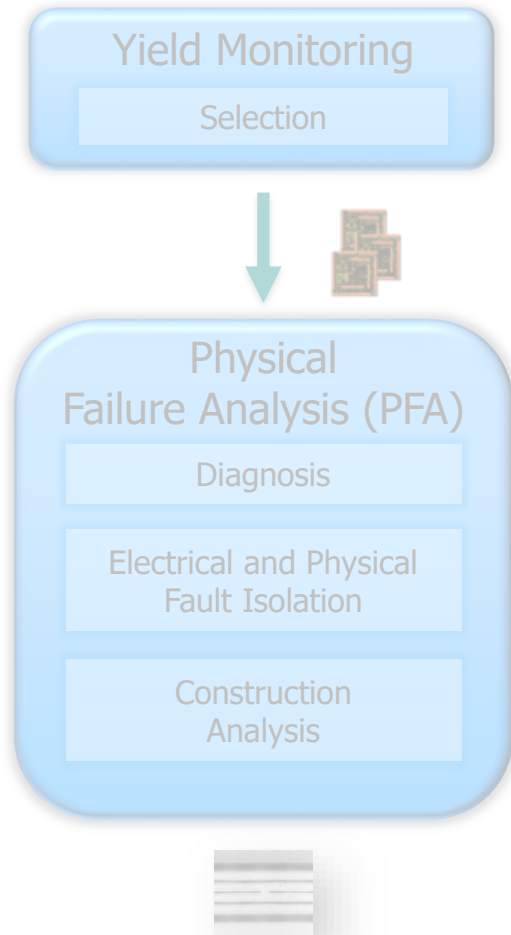 Yield Monitoring
Selection
Physical
Failure Analysis (PFA)
Diagnosis
Electrical and Physical
Fault Isolation
Construction
Analysis